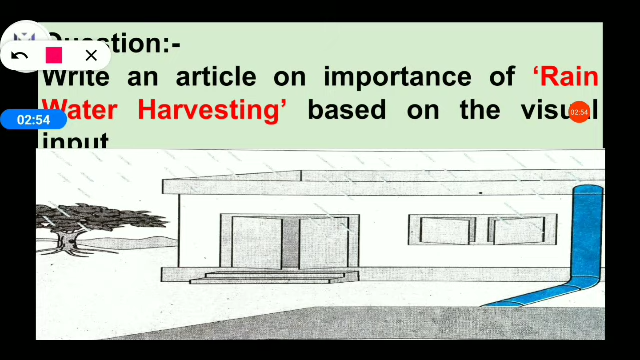 Question:-
Write an article on importance of ‘Rain
Water Harvesting’ based on the visual
input
02:54
02:54